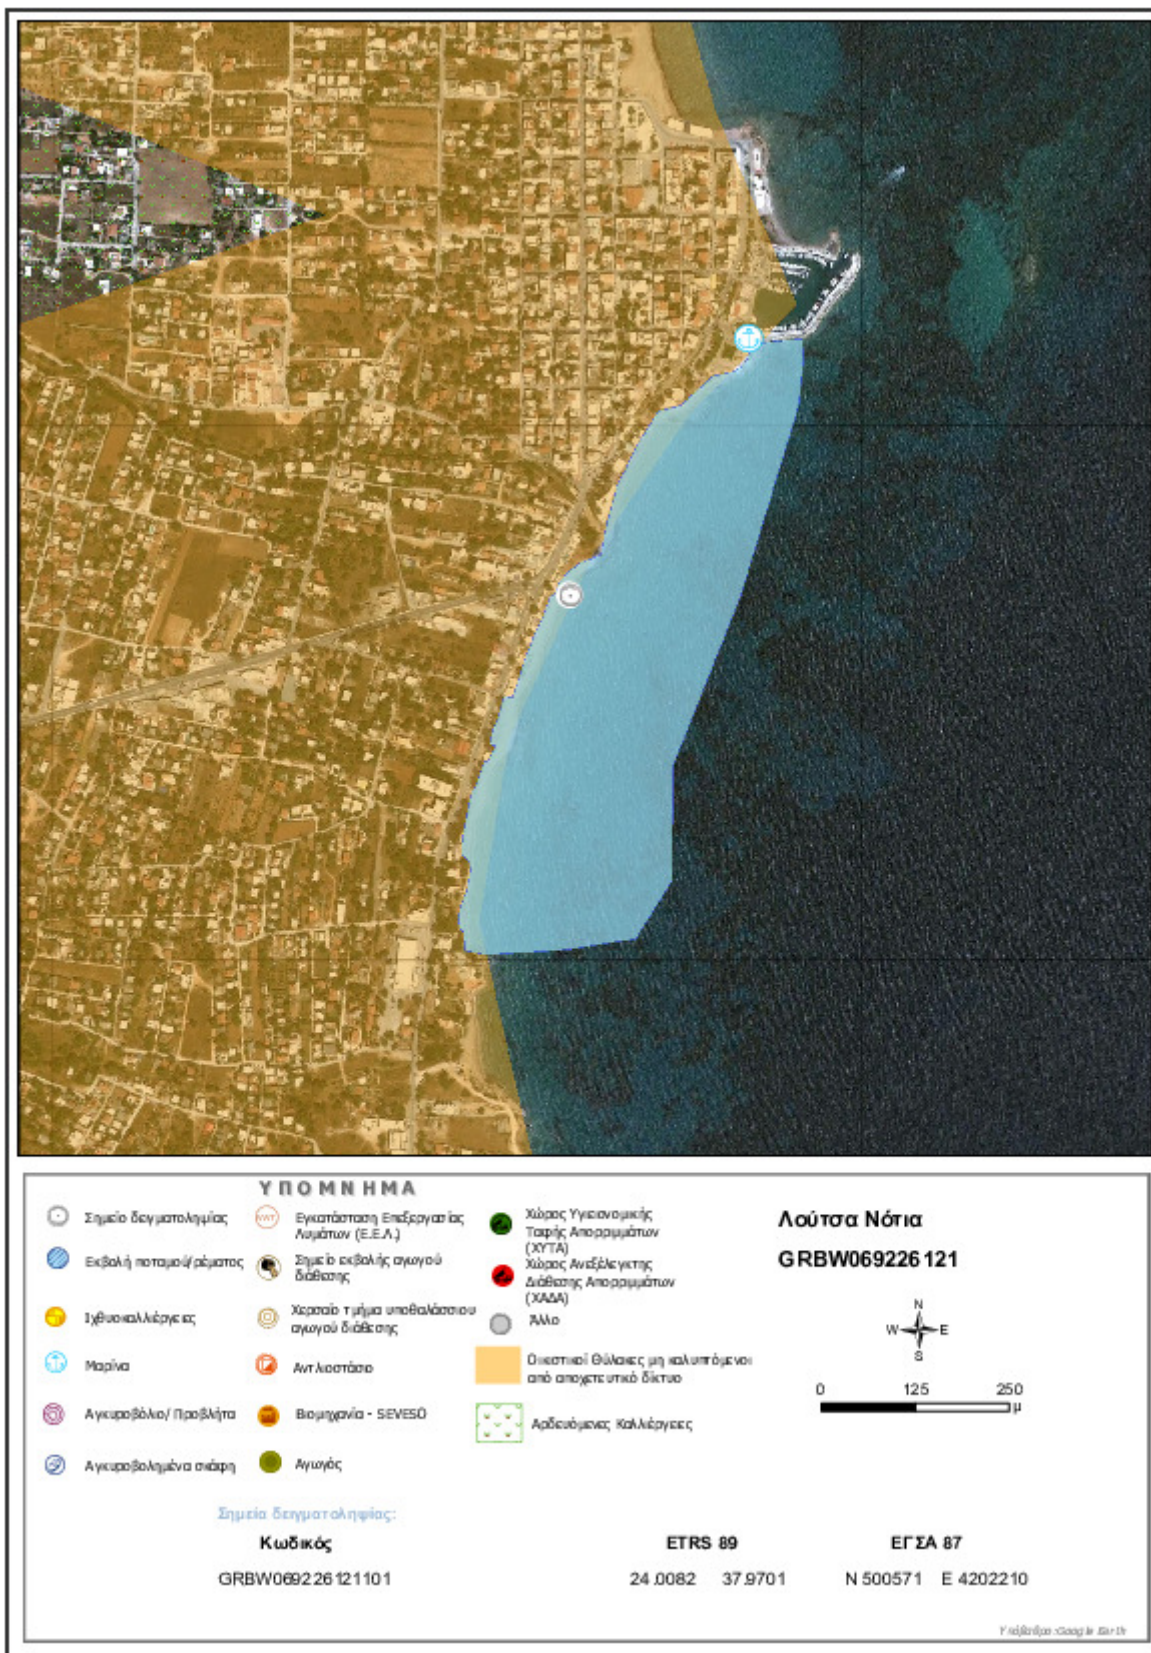 ΥΠΟΜΝΗΜΑ
Σημείο δειγματοληψίας
Εκβολή ποταμού/ρέματος
Ιχθυοκαλλιέργειες
Μαρίνα
Αγκυροβόλιο/ Προβλήτα
Αγκυροβολημένα σκάφη
Εγκατάσταση Επεξεργασίας
Λυμάτων (Ε.Ε.Λ.)
Σημείο εκβολής αγωγού
διάθεσης
Χερσαίο τμήμα υποθαλάσσιου
αγωγού διάθεσης
Αντλιοστάσιο
Βιομηχανία - SEVESO
Αγωγός
Χώρος Υγειονομικής
Ταφής Απορριμμάτων
(ΧΥΤΑ)
Χώρος Ανεξέλεγκτης
Διάθεσης Απορριμμάτων
(ΧΑΔΑ)
Άλλο
Οικιστικοί Θύλακες μη καλυπτόμενοι
από αποχετευτικό δίκτυο
Αρδευόμενες Καλλιέργειες
Λούτσα Νότια
GRBW069226121
N
W E
S
0 125 250
μ
Σημεία δειγματοληψίας:
Κωδικός ETRS 89 ΕΓΣΑ 87
GRBW069226121101 24.0082 37.9701 N 500571 E 4202210
Υπόβαθρο:Google Earth